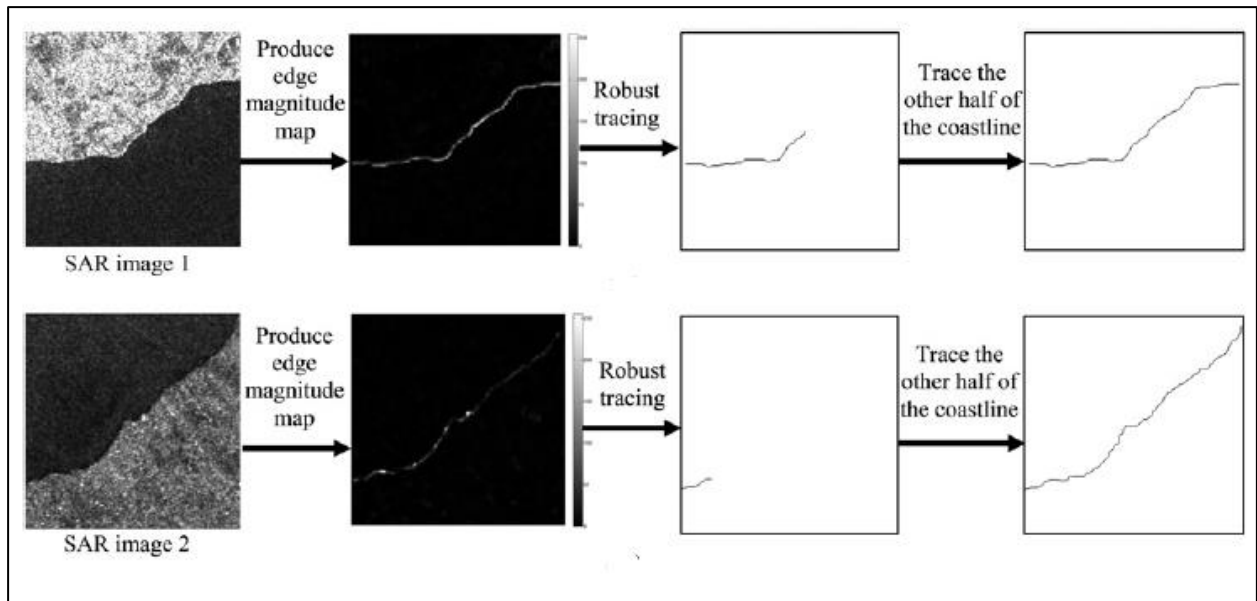 Produce
edge
magnitude
map
Robust
tracing
Trace the
other half of
the coastline
SAR image 1
Produce
edge
magnitude
map
Robust
tracing
Trace the
other half of
the coastline
SAR image 2